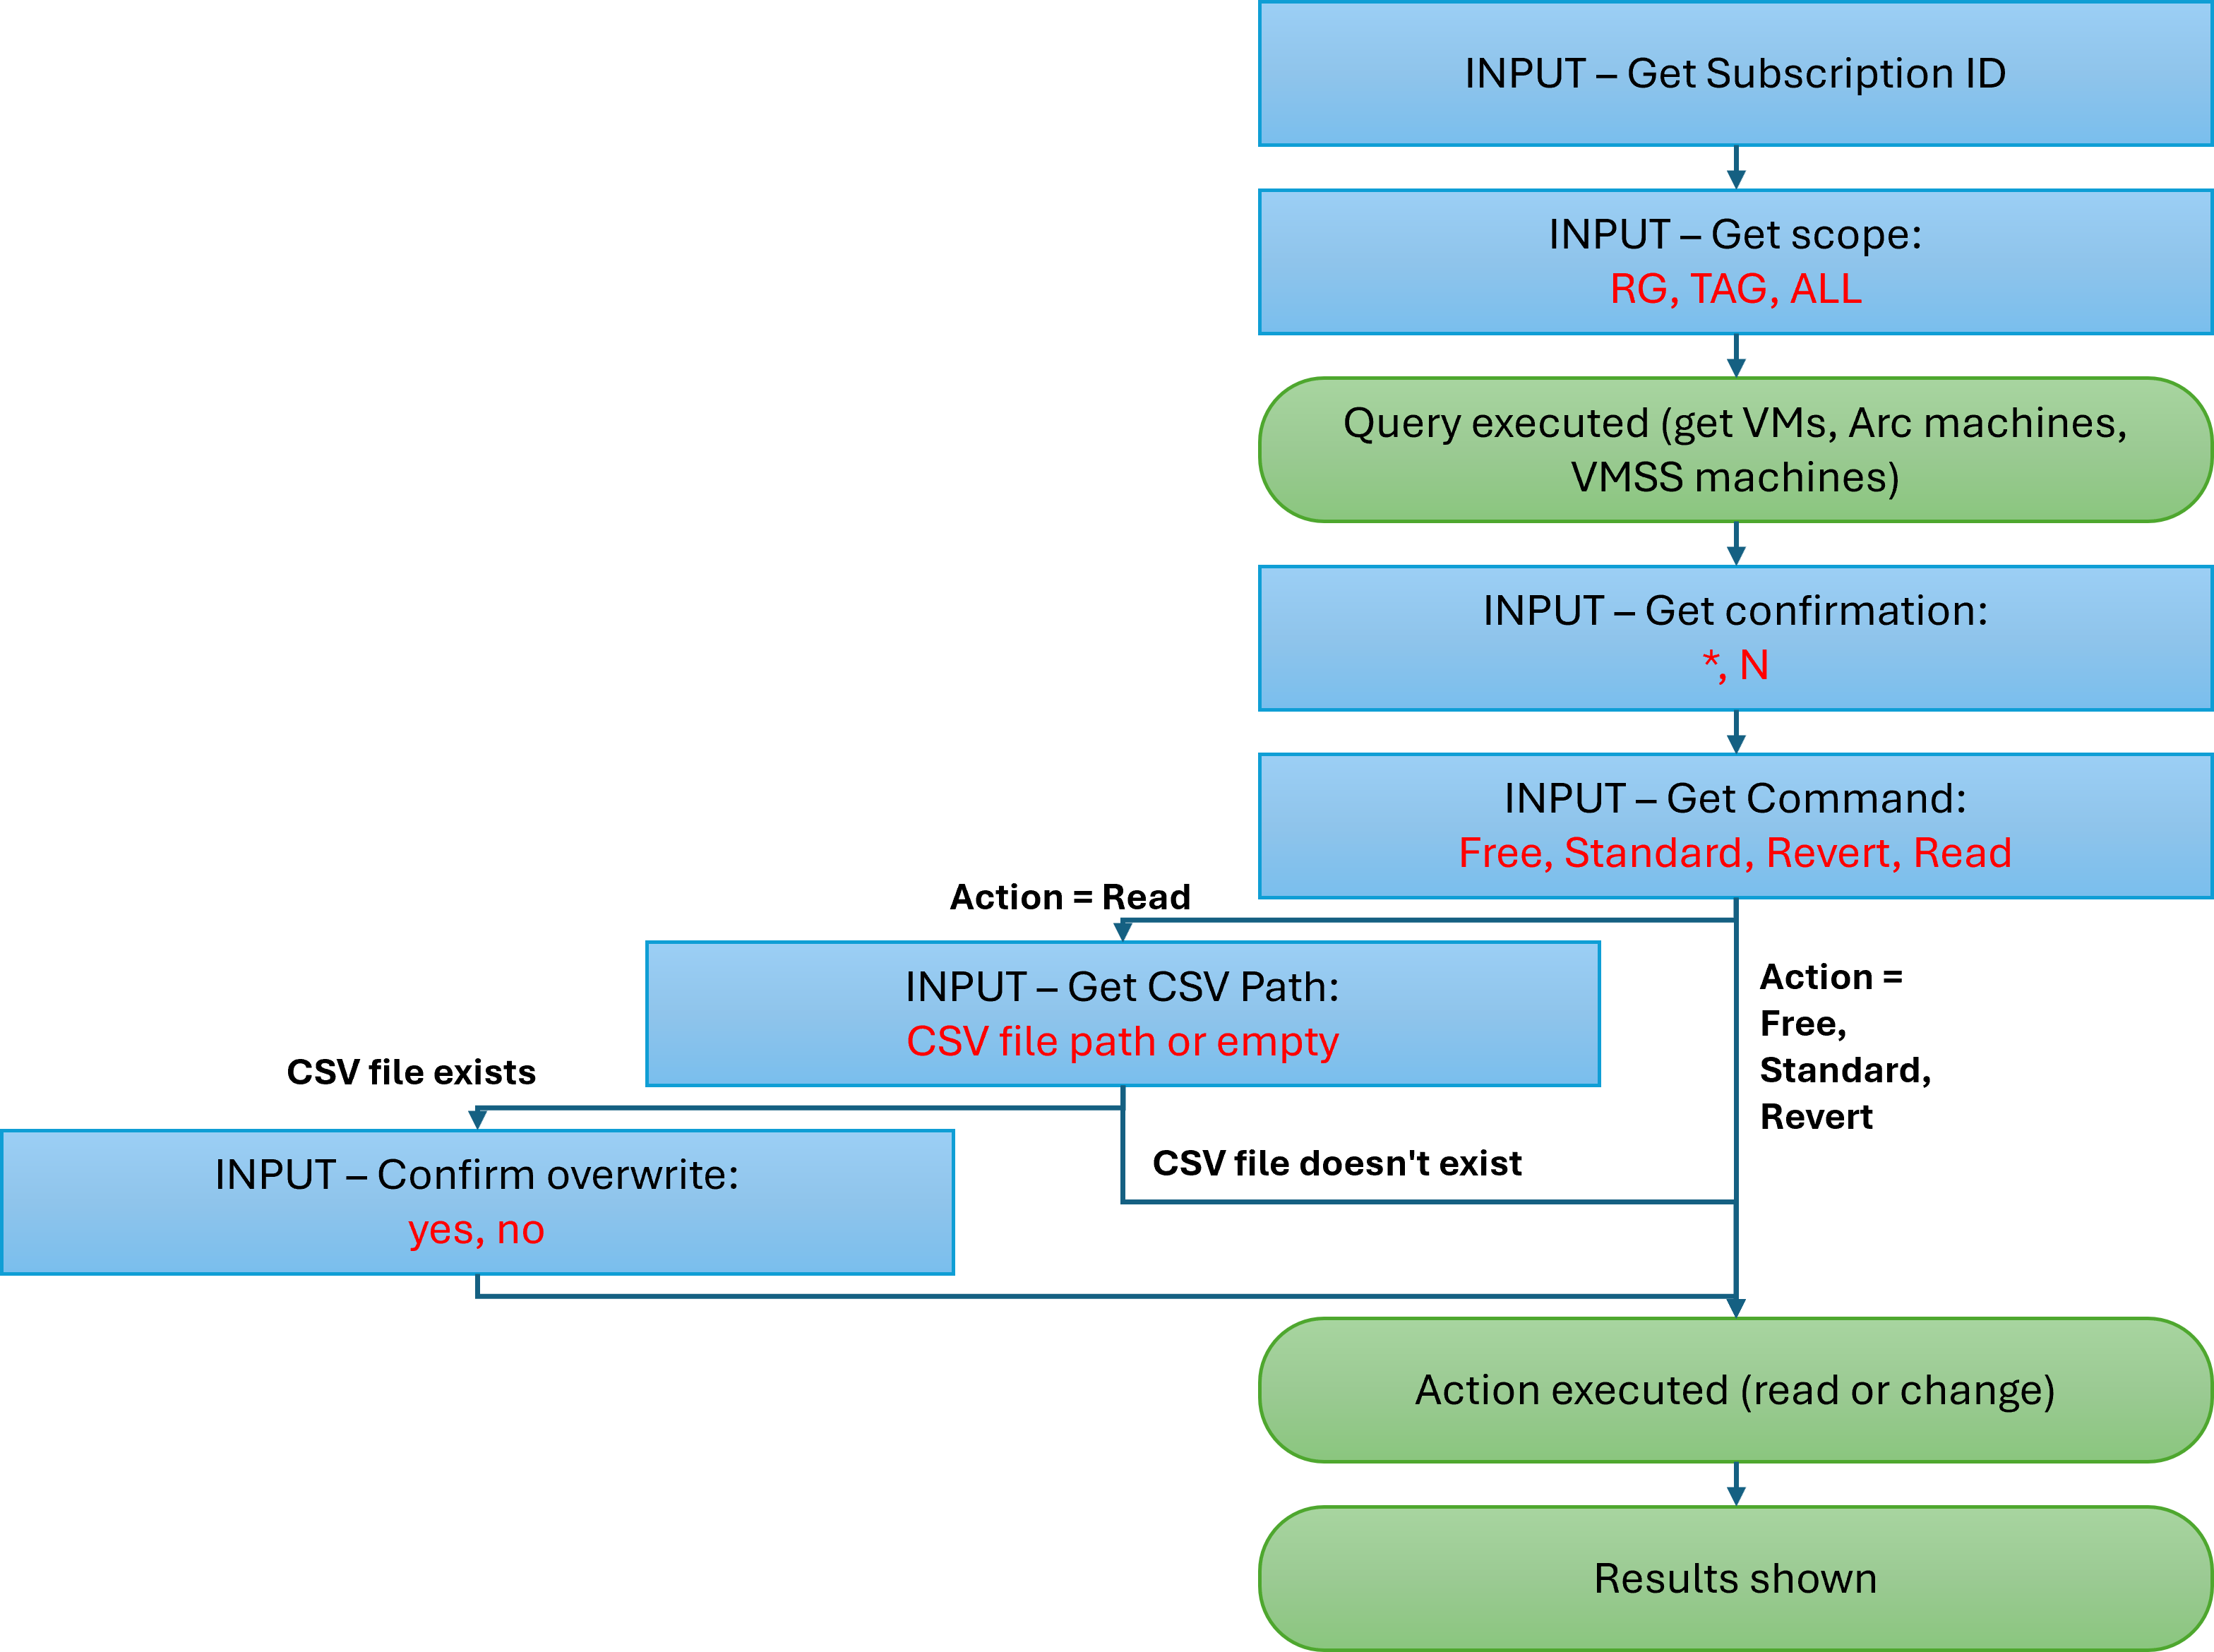 INPUT – Get Subscription ID
INPUT – Get scope:
RG, TAG, ALL
Query executed (get VMs, Arc machines,
VMSS machines)
INPUT – Get confirmation:
*, N
INPUT – Get Command:
Free, Standard, Revert, Read
Action = Read
INPUT – Get CSV Path:
CSV file path or empty
Action =
Free,
Standard,
Revert
CSV file exists
CSV file doesn't exist
INPUT – Confirm overwrite:
yes, no
Action executed (read or change)
Results shown